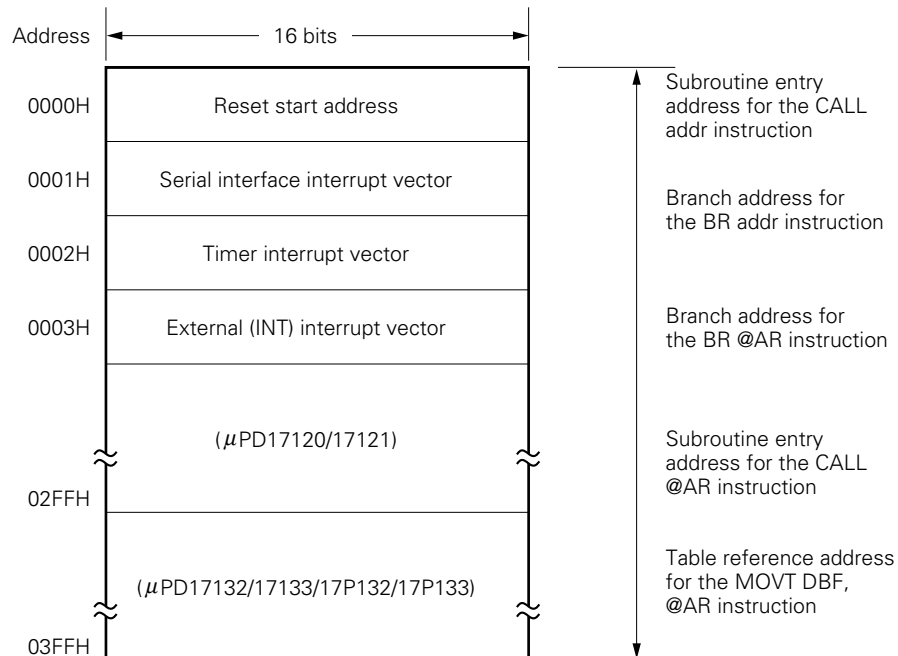 Address
16 bits
0000H
Reset start address
0001H
Serial interface interrupt vector
0002H
Timer interrupt vector
0003H
External (INT) interrupt vector
(μPD17120/17121)
02FFH
(μPD17132/17133/17P132/17P133)
03FFH
Subroutine entry
address for the CALL
addr instruction
Branch address for
the BR addr instruction
Branch address for
the BR @AR instruction
Subroutine entry
address for the CALL
@AR instruction
Table reference address
for the MOVT DBF,
@AR instruction